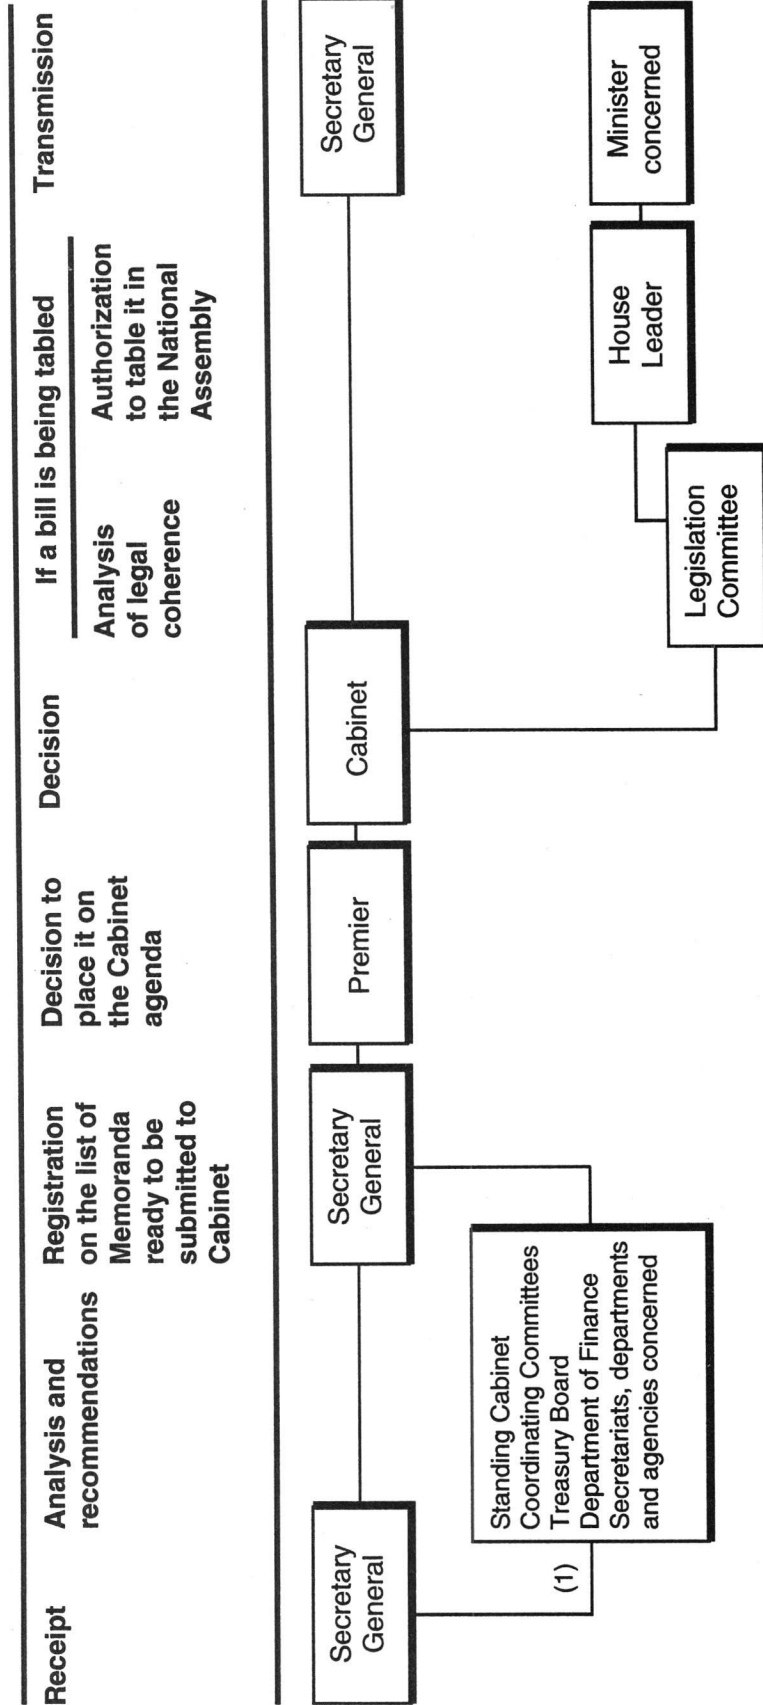 Receipt
Analysis and
recommendations
Registration
on the list of
Memoranda
ready to be
submitted to
Cabinet
Decision to
place it on
the Cabinet
agenda
Decision
If a bill is being tabled
Analysis
of legal
coherence
Authorization
to table it in
the National
Assembly
Transmission
Secretary
General
(1)
Standing Cabinet
Coordinating Committees
Treasury Board
Department of Finance
Secretariats, departments
and agencies concerned
Secretary
General
Premier
Cabinet
Legislation
Committee
House
Leader
Minister
concerned
Secretary
General